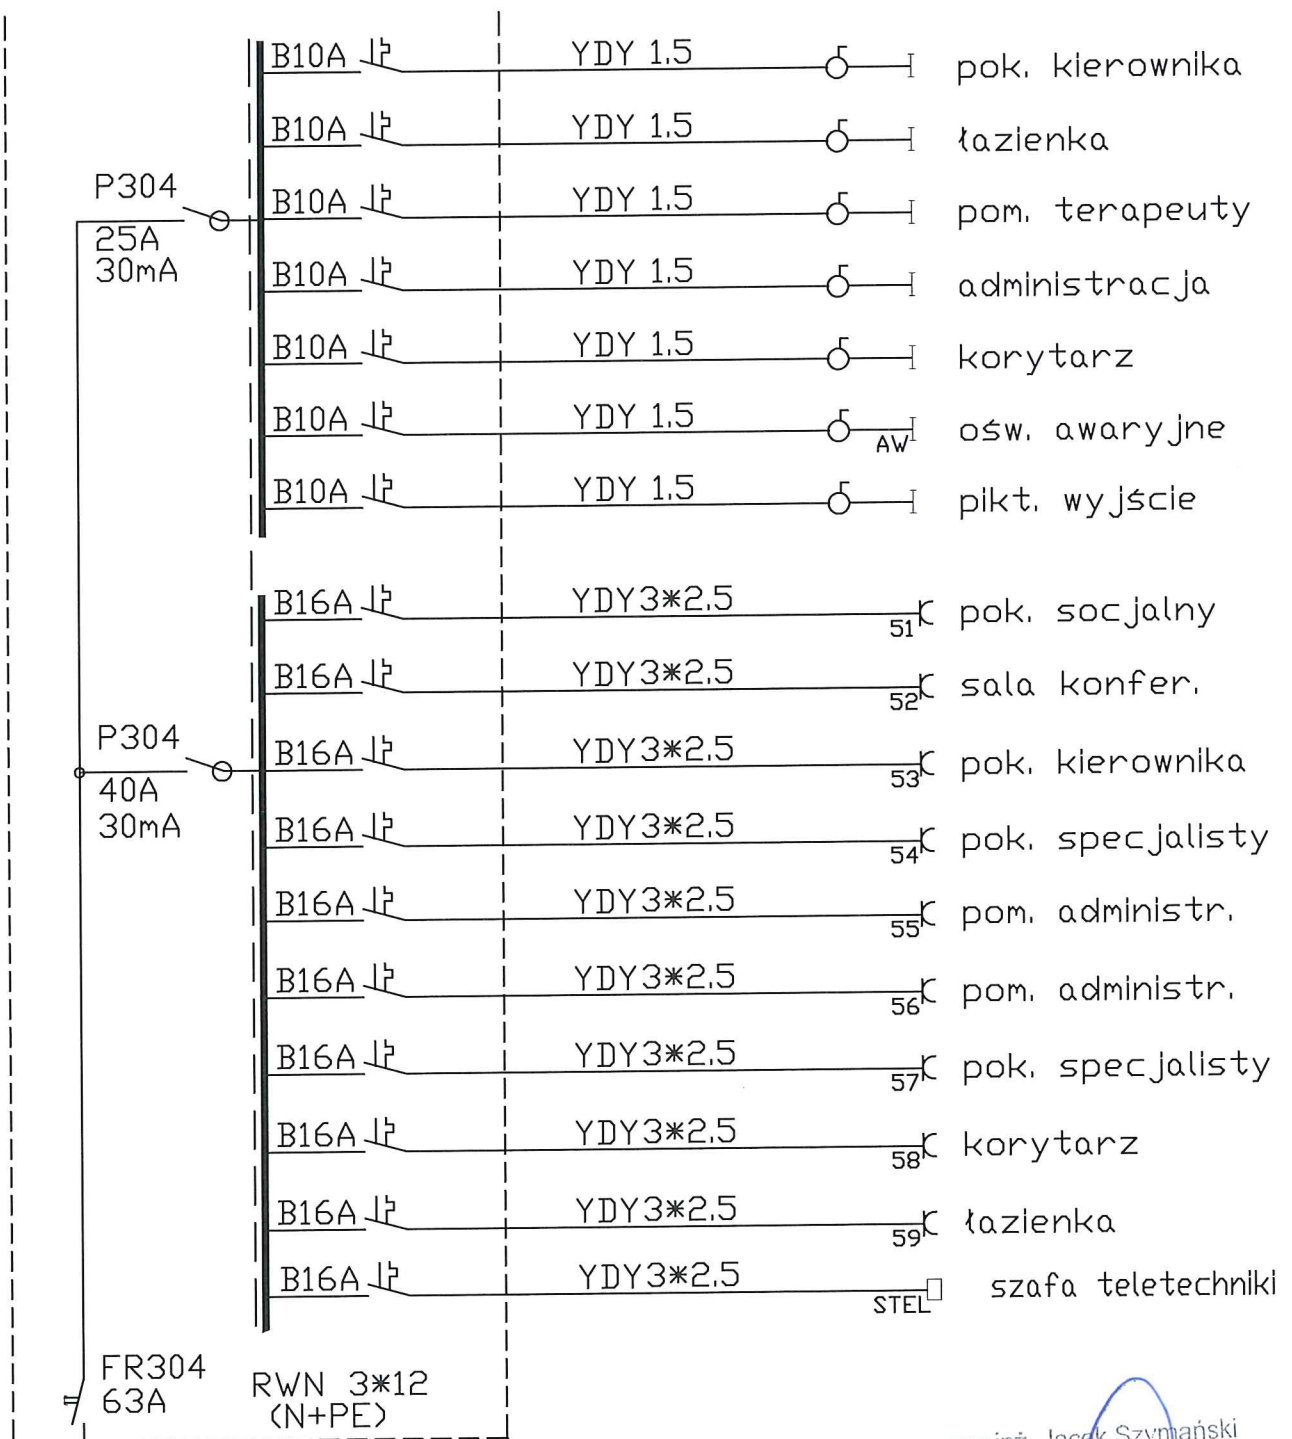 B10A YDY 1.5 pok. kierownika
B10A YDY 1.5 łazienka
P304
25A
30mA
B10A YDY 1.5 pom. terapeuty
B10A YDY 1.5 administracja
B10A YDY 1.5 korytarz
B10A YDY 1.5 AW ośw. awaryjne
B10A YDY 1.5 pikt. wyjście
B16A YDY3*2.5 51 pok. socjalny
B16A YDY3*2.5 52 sala konfer.
P304
40A
30mA
B16A YDY3*2.5 53 pok. kierownika
B16A YDY3*2.5 54 pok. specjalisty
B16A YDY3*2.5 55 pom. administr.
B16A YDY3*2.5 56 pom. administr.
B16A YDY3*2.5 57 pok. specjalisty
B16A YDY3*2.5 58 korytarz
B16A YDY3*2.5 59 łazienka
B16A YDY3*2.5 STEL szafa teletechniki
FR304
63A
RWN 3*12
(N+PE)
Jacek Szymański